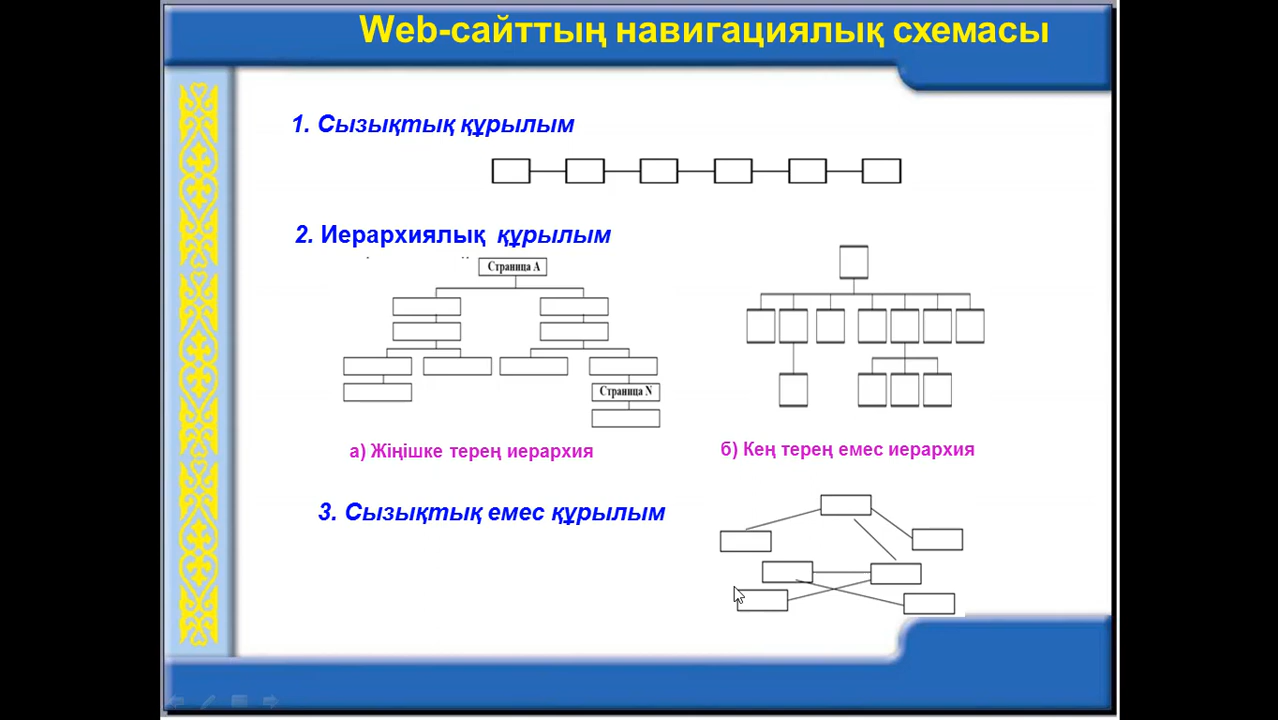 Web-сайттың навигациялық схемасы
1. Сызықтық құрылым
2. Иерархиялық құрылым
Страница А
Страница N
а) Жіңішке терең иерархия
б) Кең терең емес иерархия
3. Сызықтық емес құрылым